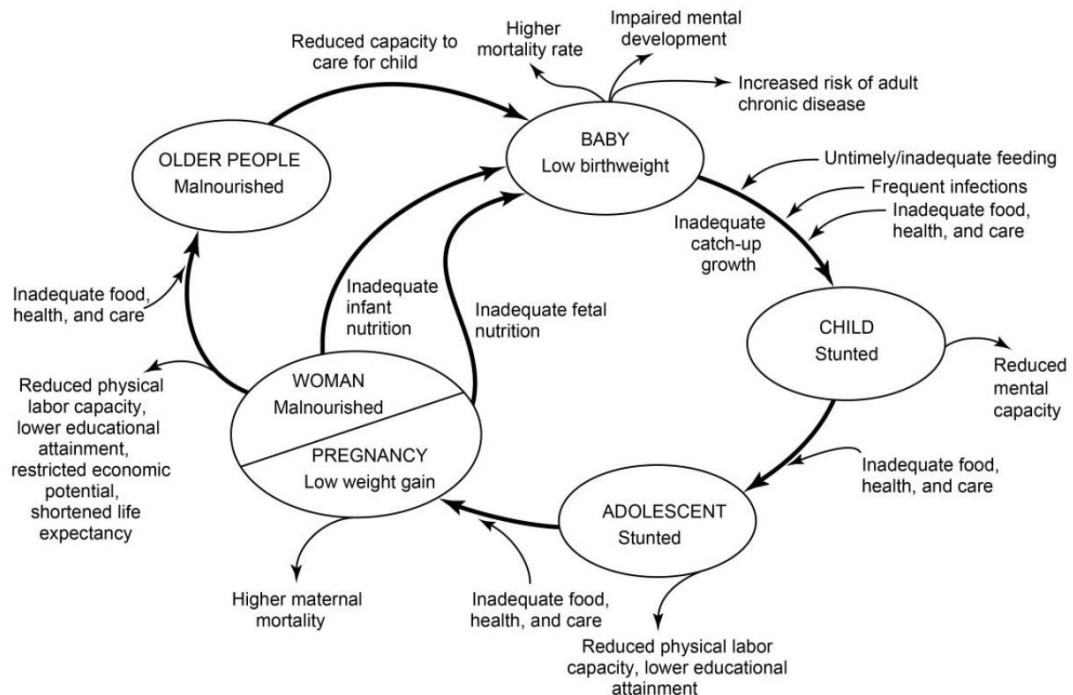 Reduced capacity to
care for child
Higher
mortality rate
Impaired mental
development
Increased risk of adult
chronic disease
OLDER PEOPLE
Malnourished
BABY
Low birthweight
Untimely/inadequate feeding
Frequent infections
Inadequate food,
health, and care
Inadequate
catch-up
growth
Inadequate food,
health, and care
Inadequate
infant
nutrition
Inadequate fetal
nutrition
CHILD
Stunted
Reduced
mental
capacity
WOMAN
Malnourished
PREGNANCY
Low weight gain
Reduced physical
labor capacity,
lower educational
attainment,
restricted economic
potential,
shortened life
expectancy
Inadequate food,
health, and care
ADOLESCENT
Stunted
Higher maternal
mortality
Inadequate food,
health, and care
Reduced physical labor
capacity, lower educational
attainment